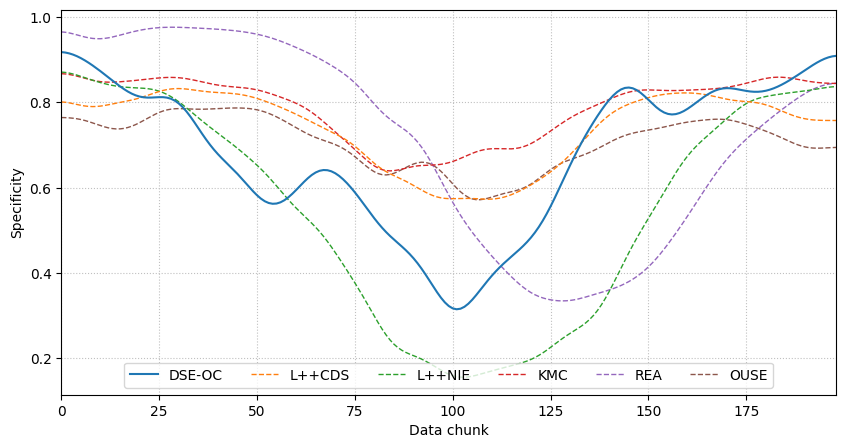 1.0
0.8
0.6
0.4
0.2
Specificity
DSE-OC L++CDS L++NIE KMC REA OUSE
0 25 50 75 100 125 150 175
Data chunk